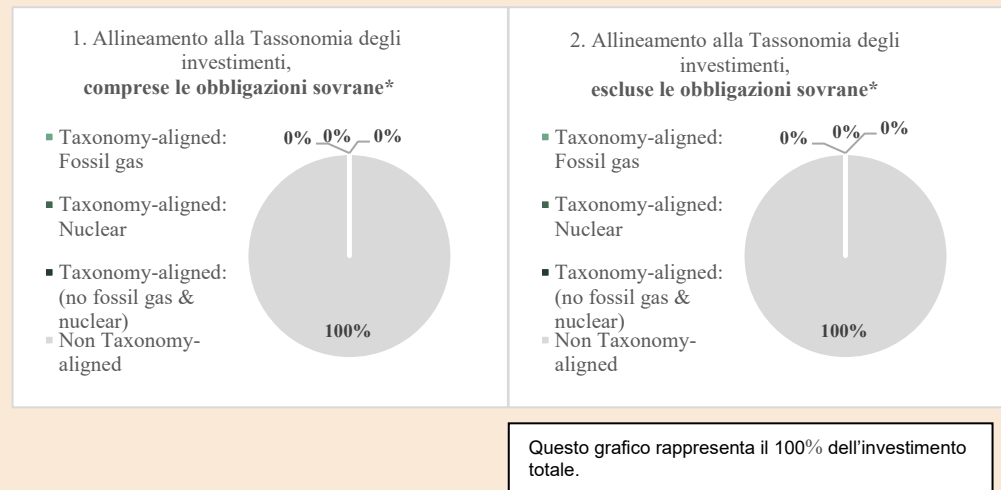 1. Allineamento alla Tassonomia degli
investimenti,
comprese le obbligazioni sovrane*
Taxonomy-aligned:
Fossil gas
Taxonomy-aligned:
Nuclear
Taxonomy-aligned:
(no fossil gas &
nuclear)
Non Taxonomy-
aligned
0% 0% 0%
100%
2. Allineamento alla Tassonomia degli
investimenti,
escluse le obbligazioni sovrane*
Taxonomy-aligned:
Fossil gas
Taxonomy-aligned:
Nuclear
Taxonomy-aligned:
(no fossil gas &
nuclear)
Non Taxonomy-
aligned
0% 0% 0%
100%
Questo grafico rappresenta il 100% dell’investimento
totale.